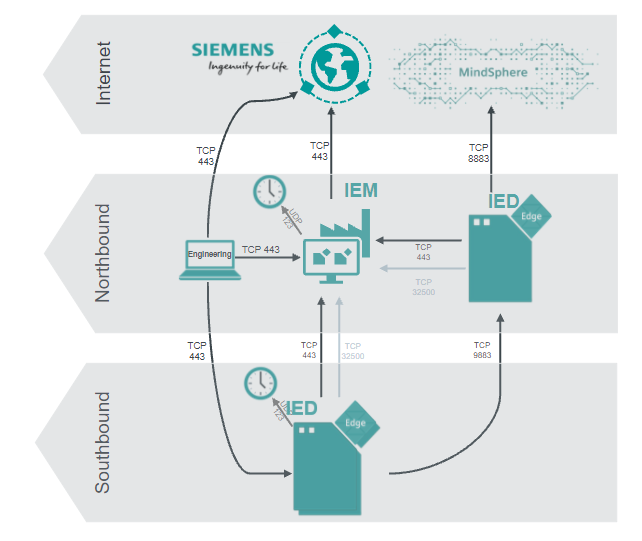 Internet
SIEMENS
Ingenuity for life
MindSphere
TCP
443
TCP
443
TCP
8883
Northbound
IEM
IED
Edge
UDP
123
Engineering
TCP 443
TCP
443
TCP
32500
TCP
443
TCP
443
TCP
32500
TCP
9883
Southbound
IED
Edge
UDP
123